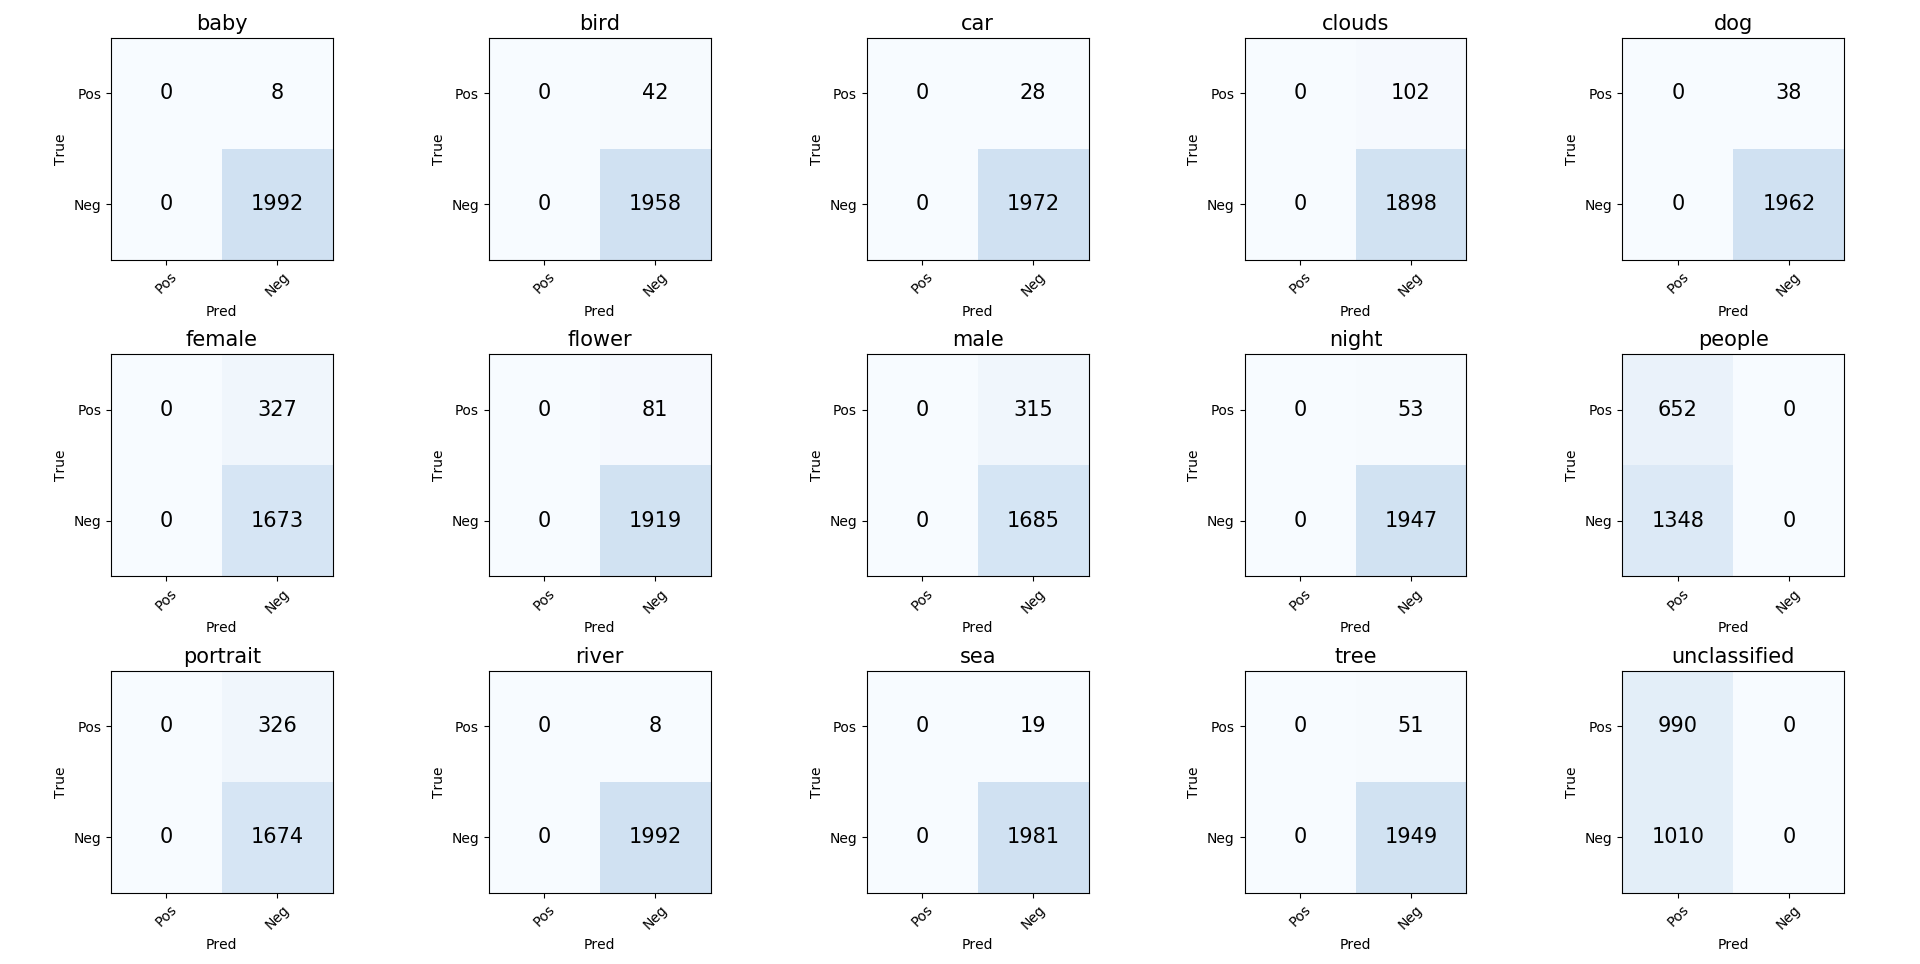 baby bird car clouds dog
Pos 0 8 Pos 0 42 Pos 0 28 Pos 0 102 Pos 0 38
True True True True True
Neg 0 1992 Neg 0 1958 Neg 0 1972 Neg 0 1898 Neg 0 1962
Pos Neg Pos Neg Pos Neg Pos Neg Pos Neg
Pred Pred Pred Pred Pred
female flower male night people
Pos 0 327 Pos 0 81 Pos 0 315 Pos 0 53 Pos 652 0
True True True True True
Neg 0 1673 Neg 0 1919 Neg 0 1685 Neg 0 1947 Neg 1348 0
Pos Neg Pos Neg Pos Neg Pos Neg Pos Neg
Pred Pred Pred Pred Pred
portrait river sea tree unclassified
Pos 0 326 Pos 0 8 Pos 0 19 Pos 0 51 Pos 990 0
True True True True True
Neg 0 1674 Neg 0 1992 Neg 0 1981 Neg 0 1949 Neg 1010 0
Pos Neg Pos Neg Pos Neg Pos Neg Pos Neg
Pred Pred Pred Pred Pred